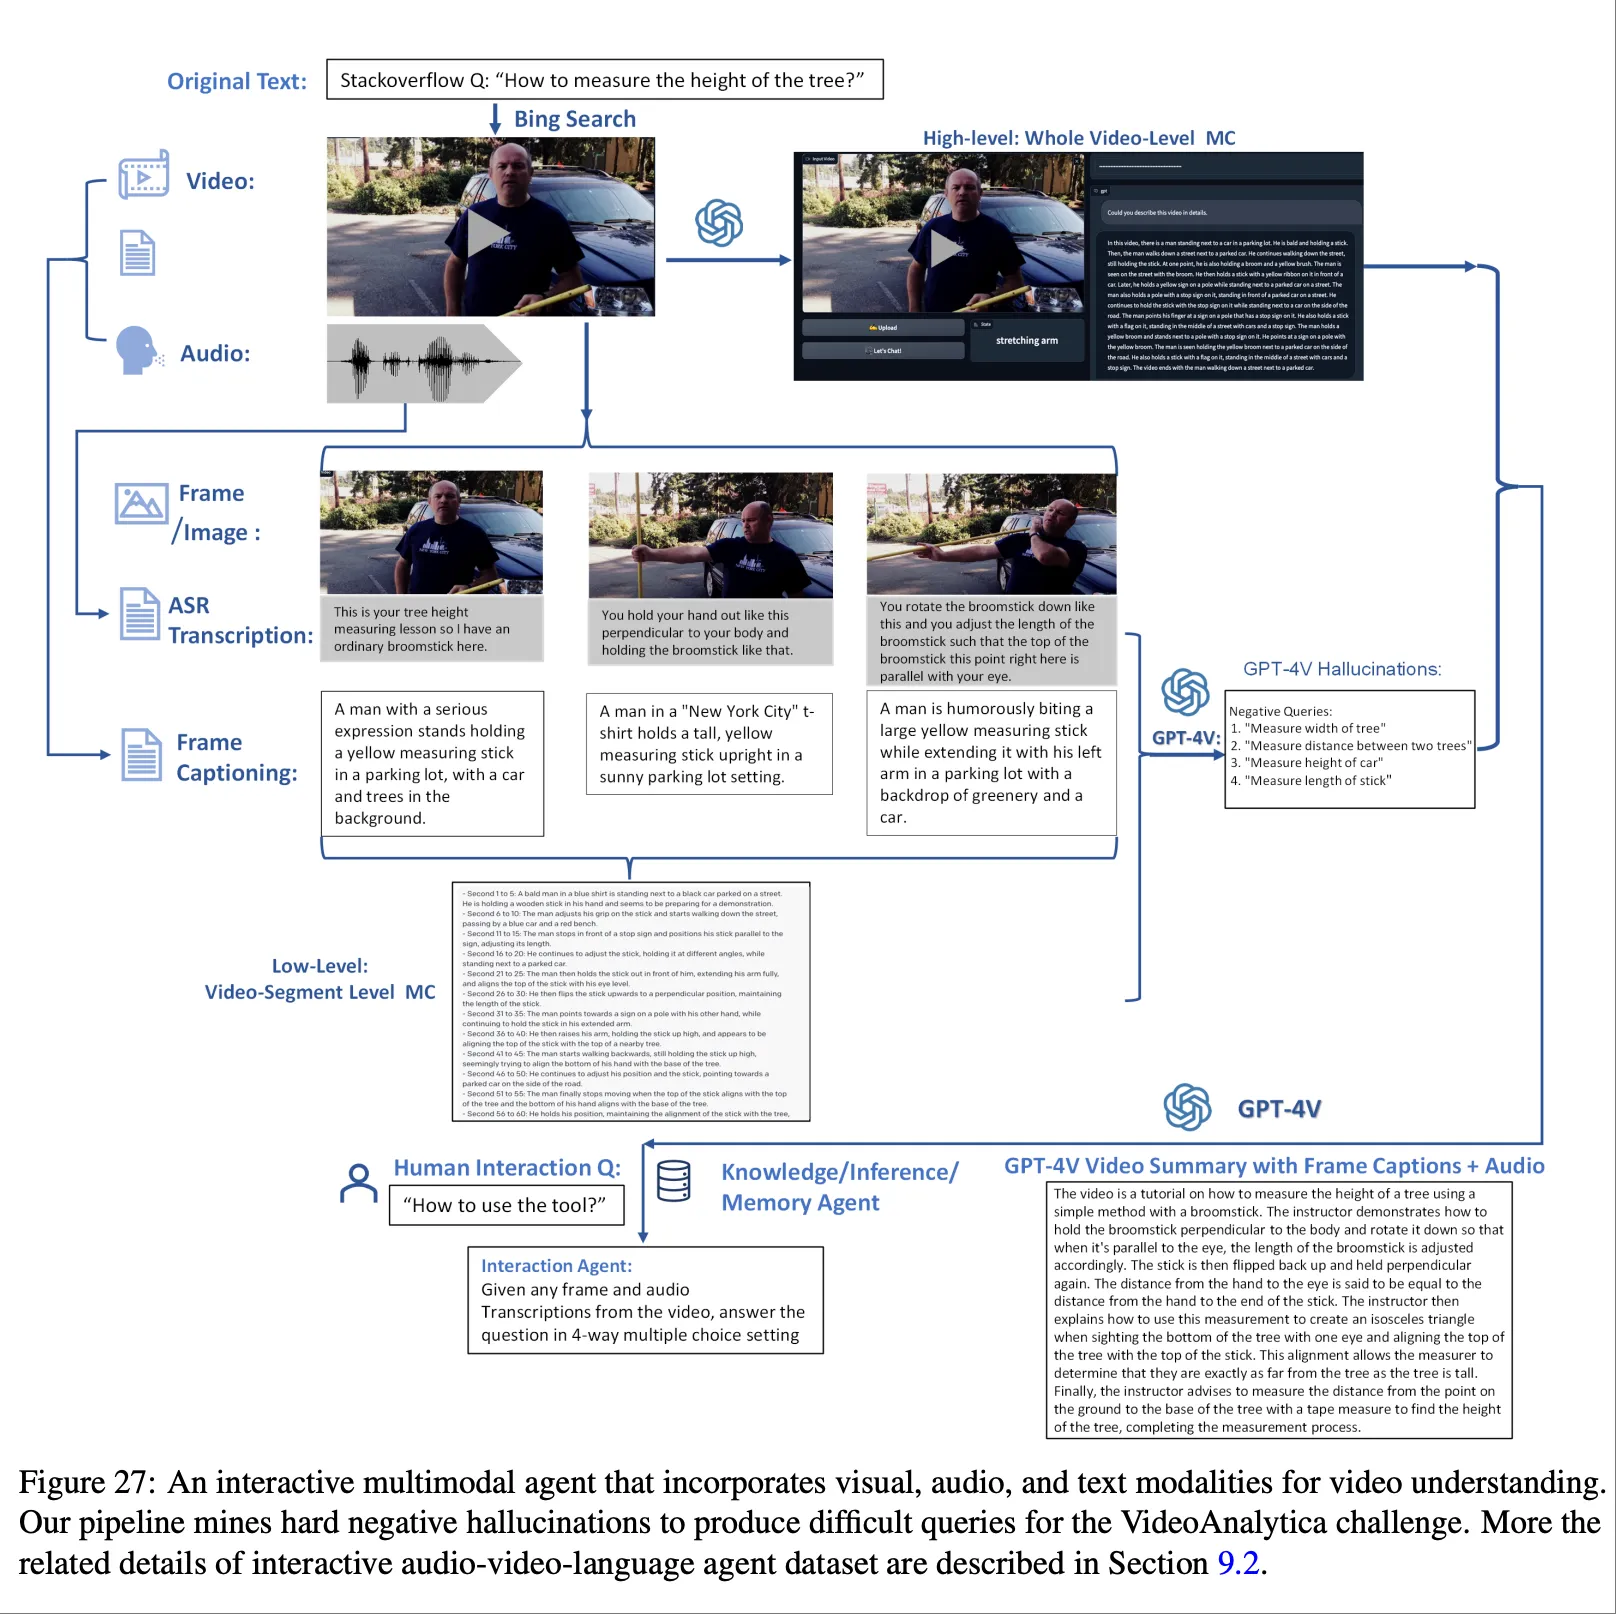 Original Text:
Stackoverflow Q: “How to measure the height of the tree?”
Bing Search
High-level: Whole Video-Level MC
Video:
YORK CITY
Input Video
gpt
Could you describe this video in details.
In this video, there is a man standing next to a car in a parking lot. He is bald and holding a stick.
Then, the man walks down a street next to a parked car. He continues walking down the street,
still holding the stick. At one point, he is also holding a broom and a yellow brush. The man is
seen on the street with the broom. He then holds a stick with a yellow ribbon on it in front of a
car. Later, he holds a yellow sign on a pole while standing next to a parked car on a street. The
man also holds a pole with a stop sign on it, standing in front of a parked car on a street. He
continues to hold the stick with the stop sign on it while standing next to a car on the side of the
road. The man points his finger at a sign on a pole that has a stop sign on it. He also holds a stick
with a flag on it, standing in the middle of a street with cars and a stop sign. The man holds a
yellow broom and stands next to a pole with a stop sign on it. He points at a sign on a pole with
the yellow broom. The man is seen holding the yellow broom next to a parked car on the side of
the road. He also holds a stick with a flag on it, standing in the middle of a street with cars and a
stop sign. The video ends with the man walking down a street next to a parked car.
Upload
Let's Chat!
State
stretching arm
Audio:
Frame
/Image :
NEW YORK CITY
ASR
Transcription:
This is your tree height
measuring lesson so I have an
ordinary broomstick here.
You hold your hand out like this
perpendicular to your body and
holding the broomstick like that.
You rotate the broomstick down like
this and you adjust the length of the
broomstick such that the top of the
broomstick this point right here is
parallel with your eye.
Frame
Captioning:
A man with a serious
expression stands holding
a yellow measuring stick
in a parking lot, with a car
and trees in the
background.
A man in a "New York City" t-
shirt holds a tall, yellow
measuring stick upright in a
sunny parking lot setting.
A man is humorously biting a
large yellow measuring stick
while extending it with his left
arm in a parking lot with a
backdrop of greenery and a
car.
GPT-4V:
GPT-4V Hallucinations:
Negative Queries:
1. "Measure width of tree"
2. "Measure distance between two trees"
3. "Measure height of car"
4. "Measure length of stick"
Low-Level:
Video-Segment Level MC
- Second 1 to 5: A bald man in a blue shirt is standing next to a black car parked on a street.
He is holding a wooden stick in his hand and seems to be preparing for a demonstration.
- Second 6 to 10: The man adjusts his grip on the stick and starts walking down the street,
passing by a blue car and a red bench.
- Second 11 to 15: The man stops in front of a stop sign and positions his stick parallel to the
sign, adjusting its length.
- Second 16 to 20: He continues to adjust the stick, holding it at different angles, while
standing next to a parked car.
- Second 21 to 25: The man then holds the stick out in front of him, extending his arm fully,
and aligns the top of the stick with his eye level.
- Second 26 to 30: He then flips the stick upwards to a perpendicular position, maintaining
the length of the stick.
- Second 31 to 35: The man points towards a sign on a pole with his other hand, while
continuing to hold the stick in his extended arm.
- Second 36 to 40: He then raises his arm, holding the stick up high, and appears to be
aligning the top of the stick with the top of a nearby tree.
- Second 41 to 45: The man starts walking backwards, still holding the stick up high,
seemingly trying to align the bottom of his hand with the base of the tree.
- Second 46 to 50: He continues to adjust his position and the stick, pointing towards a
parked car on the side of the road.
- Second 51 to 55: The man finally stops moving when the top of the stick aligns with the top
of the tree and the bottom of his hand aligns with the base of the tree.
- Second 56 to 60: He holds his position, maintaining the alignment of the stick with the tree,
GPT-4V
Human Interaction Q:
“How to use the tool?”
Knowledge/Inference/
Memory Agent
Interaction Agent:
Given any frame and audio
Transcriptions from the video, answer the
question in 4-way multiple choice setting
GPT-4V Video Summary with Frame Captions + Audio
The video is a tutorial on how to measure the height of a tree using a
simple method with a broomstick. The instructor demonstrates how to
hold the broomstick perpendicular to the body and rotate it down so that
when it's parallel to the eye, the length of the broomstick is adjusted
accordingly. The stick is then flipped back up and held perpendicular
again. The distance from the hand to the eye is said to be equal to the
distance from the hand to the end of the stick. The instructor then
explains how to use this measurement to create an isosceles triangle
when sighting the bottom of the tree with one eye and aligning the top of
the tree with the top of the stick. This alignment allows the measurer to
determine that they are exactly as far from the tree as the tree is tall.
Finally, the instructor advises to measure the distance from the point on
the ground to the base of the tree with a tape measure to find the height
of the tree, completing the measurement process.
Figure 27: An interactive multimodal agent that incorporates visual, audio, and text modalities for video understanding.
Our pipeline mines hard negative hallucinations to produce difficult queries for the VideoAnalytica challenge. More the
related details of interactive audio-video-language agent dataset are described in Section 9.2.